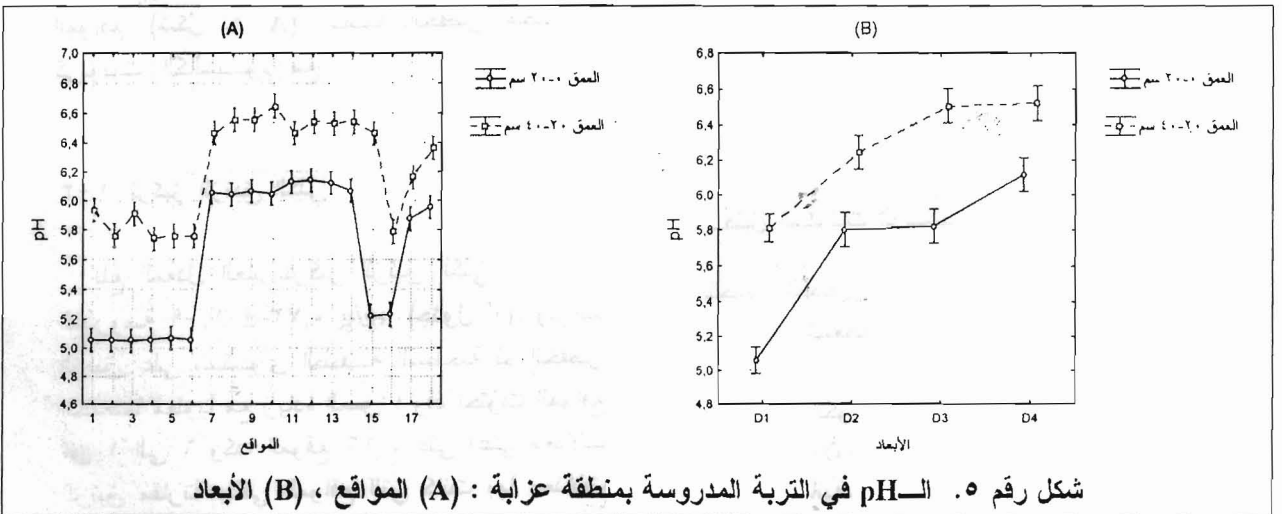 (A)
7,0
6,8
6,6
6,4
6,2
6,0
5,8
5,6
5,4
5,2
5,0
4,8
4,6
pH
1 3 5 7 9 11 13 15 17
المواقع
العمق ٠-٢٠ سم
العمق ٢٠-٤٠ سم
(B)
6,8
6,6
6,4
6,2
6,0
5,8
5,6
5,4
5,2
5,0
4,8
pH
D1 D2 D3 D4
الأبعاد
العمق ٠-٢٠ سم
العمق ٢٠-٤٠ سم
شكل رقم ٥. الـــpH في التربة المدروسة بمنطقة عزابة : (A) المواقع ، (B) الأبعاد